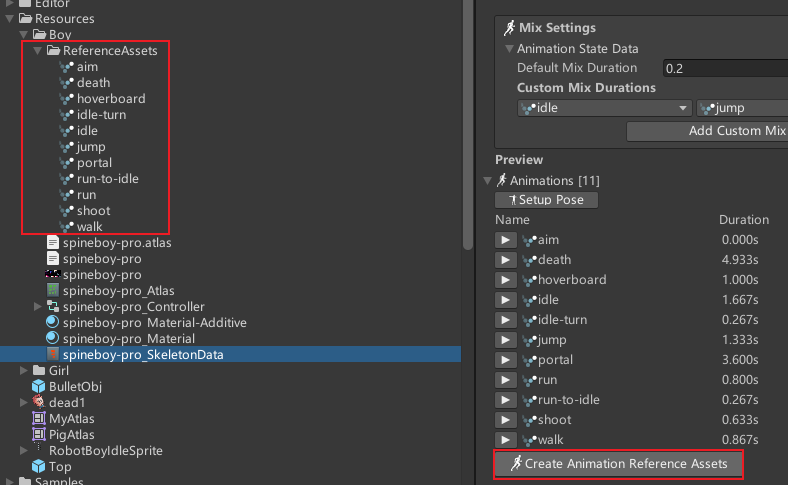 Editor
Resources
Boy
ReferenceAssets
aim
death
hoverboard
idle-turn
idle
jump
portal
run-to-idle
run
shoot
walk
spineboy-pro.atlas
spineboy-pro
spineboy-pro
spineboy-pro_Atlas
spineboy-pro_Controller
spineboy-pro_Material-Additive
spineboy-pro_Material
spineboy-pro_SkeletonData
Girl
BulletObj
dead1
MyAtlas
PigAtlas
RobotBoyIdleSprite
Top
Samples
Mix Settings
Animation State Data
Default Mix Duration 0.2
Custom Mix Durations
idle jump
Add Custom Mix
Preview
Animations [11]
Setup Pose
Name Duration
aim 0.000s
death 4.933s
hoverboard 1.000s
idle 1.667s
idle-turn 0.267s
jump 1.333s
portal 3.600s
run 0.800s
run-to-idle 0.267s
shoot 0.633s
walk 0.867s
Create Animation Reference Assets